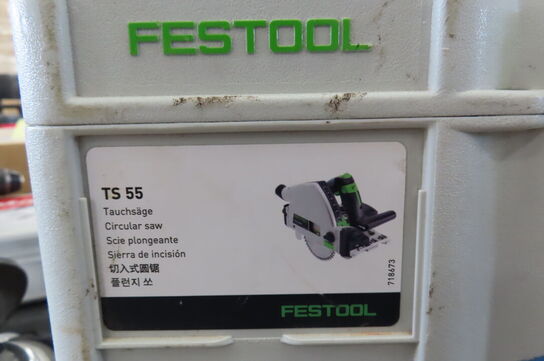 FESTOOL
TS 55
Tauchsäge
Circular saw
Scie plongeante
Sierra de incisión
切入式圆锯
플런지 쏘
718673
FESTOOL